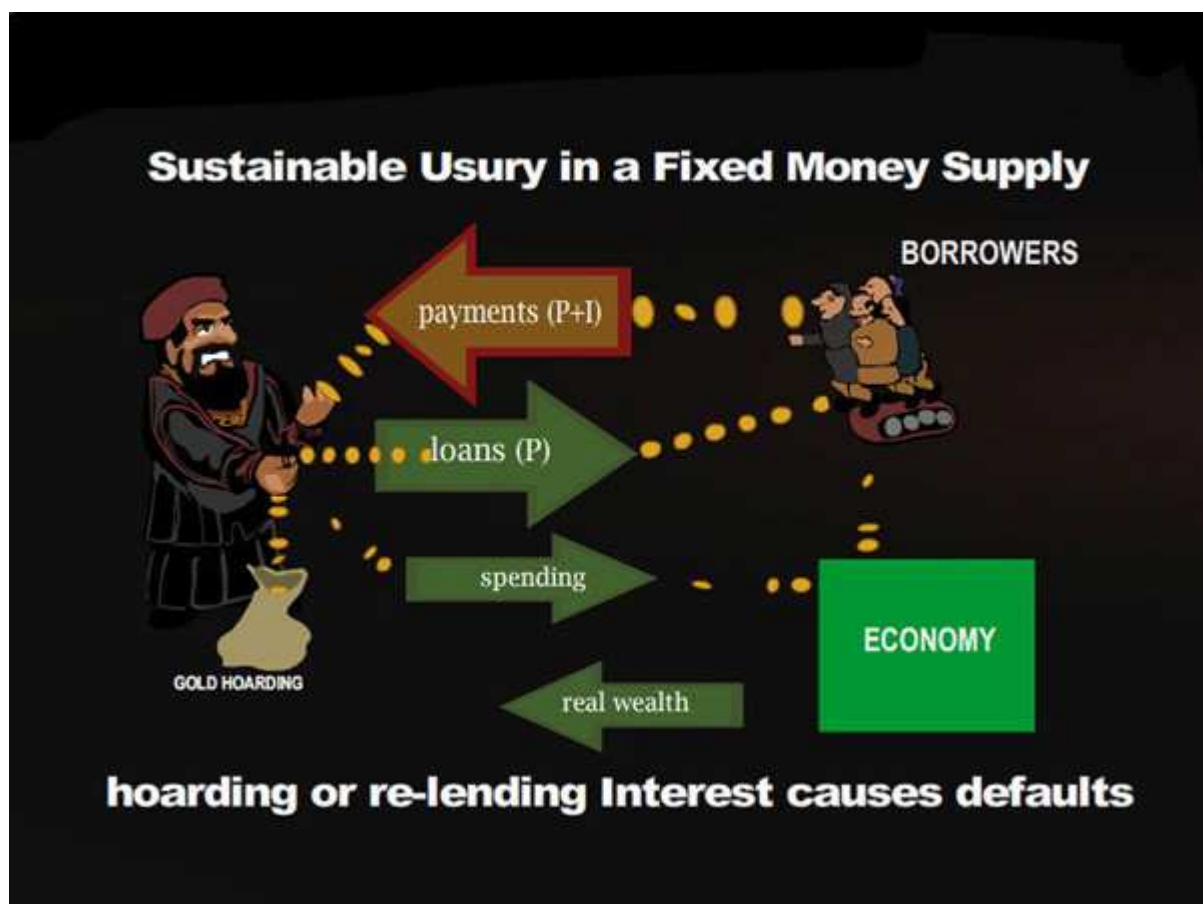 Sustainable Usury in a Fixed Money Supply
BORROWERS
payments (P+I)
loans (P)
spending
ECONOMY
GOLD HOARDING
real wealth
hoarding or re-lending Interest causes defaults